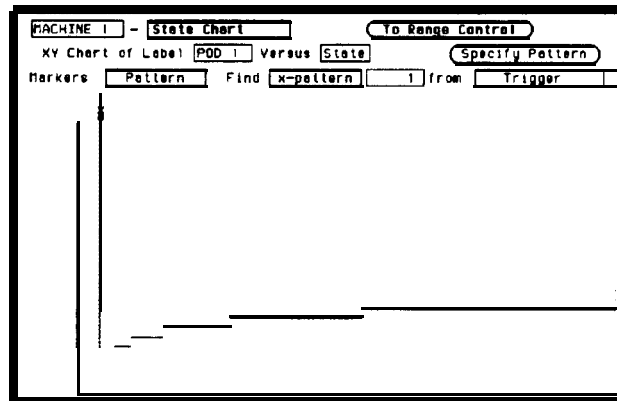 MACHINE 1 - State Chart To Range Control
XY Chart of Label POD 1 Versus State Specify Pattern
Markers Pattern Find x-pattern 1 from Trigger